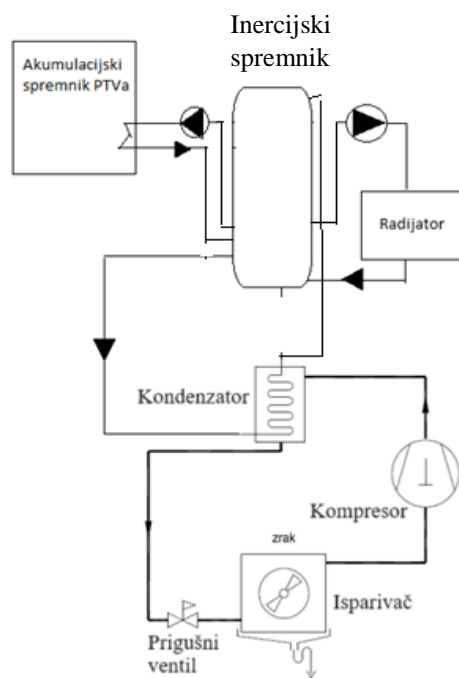 Inercijski
spremnik
Akumulacijski
spremnik PTVa
Radijator
Kondenzator
Kompresor
zrak
Isparivač
Prigušni
ventil